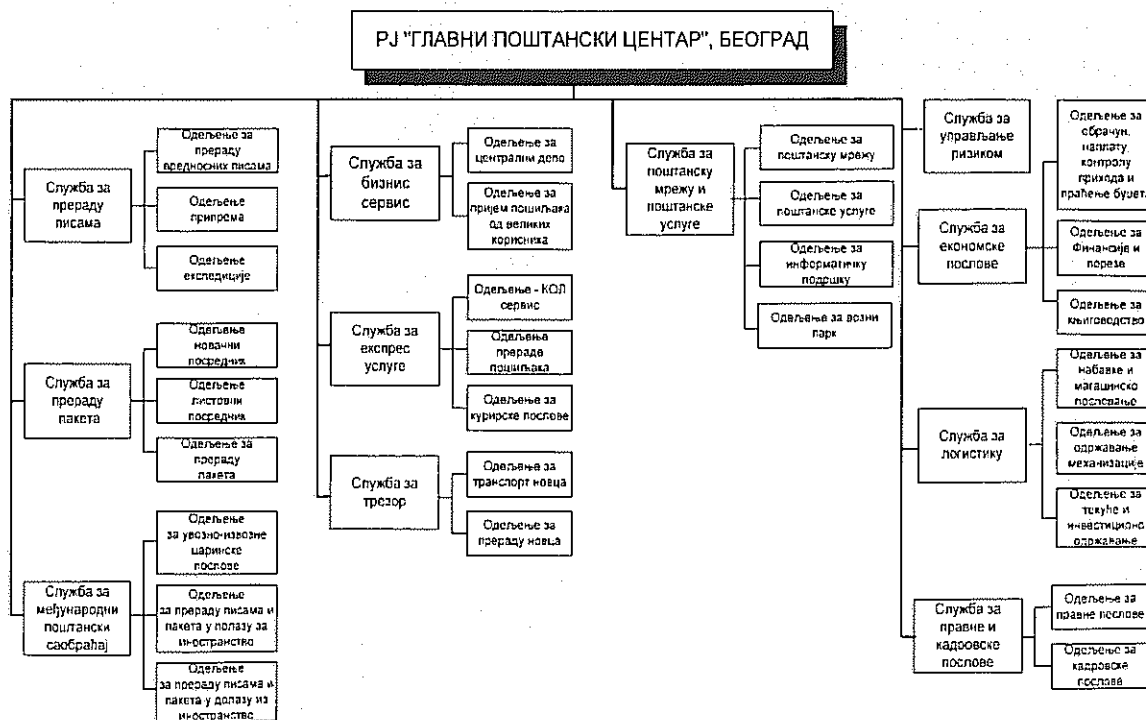 РЈ "ГЛАВНИ ПОШТАНСКИ ЦЕНТАР", БЕОГРАД
Служба за
прераду
писама
Одељење за
прераду
вредносних писама
Одељење
припрема
Одељење
експедиције
Служба за
прераду
пакета
Одељење
новчани
посредник
Одељење
листовни
посредник
Одељење за
прераду
пакета
Служба за
међународни
поштански
саобраћај
Одељење
за увозно-извозне
царинске
послове
Одељење
за прераду писама и
пакета у полазу за
иностранство
Одељење
за прераду писама и
пакета у долазу из
иностранство
Служба за
бизнис
сервис
Одељење за
централни депо
Одељење за
пријем пошиљака
од великих
корисника
Служба за
експрес
услуге
Одељење - КОЛ
сервис
Одељење
прераде
пошиљака
Одељење за
курирске послове
Служба за
трезор
Одељење за
транспорт новца
Одељење за
прераду новца
Служба за
поштанску
мрежу и
поштанске
услуге
Одељење за
поштанску мрежу
Одељење за
поштанске услуге
Одељење за
информатичку
подршку
Одељење за возни
парк
Служба за
управљање
ризиком
Служба за
економске
послове
Одељење за
обрачун,
наплату,
контролу
прихода и
праћење буџет.
Одељење за
Финансије и
порезе
Одељење за
књиговодство
Служба за
логистику
Одељење за
набавке и
магацинско
пословање
Одељење за
одржавање
механизације
Одељење за
текуће и
инвестиционо
одржавање
Служба за
правне и
кадровске
послове
Одељење за
правне послове
Одељење за
кадровске
послове